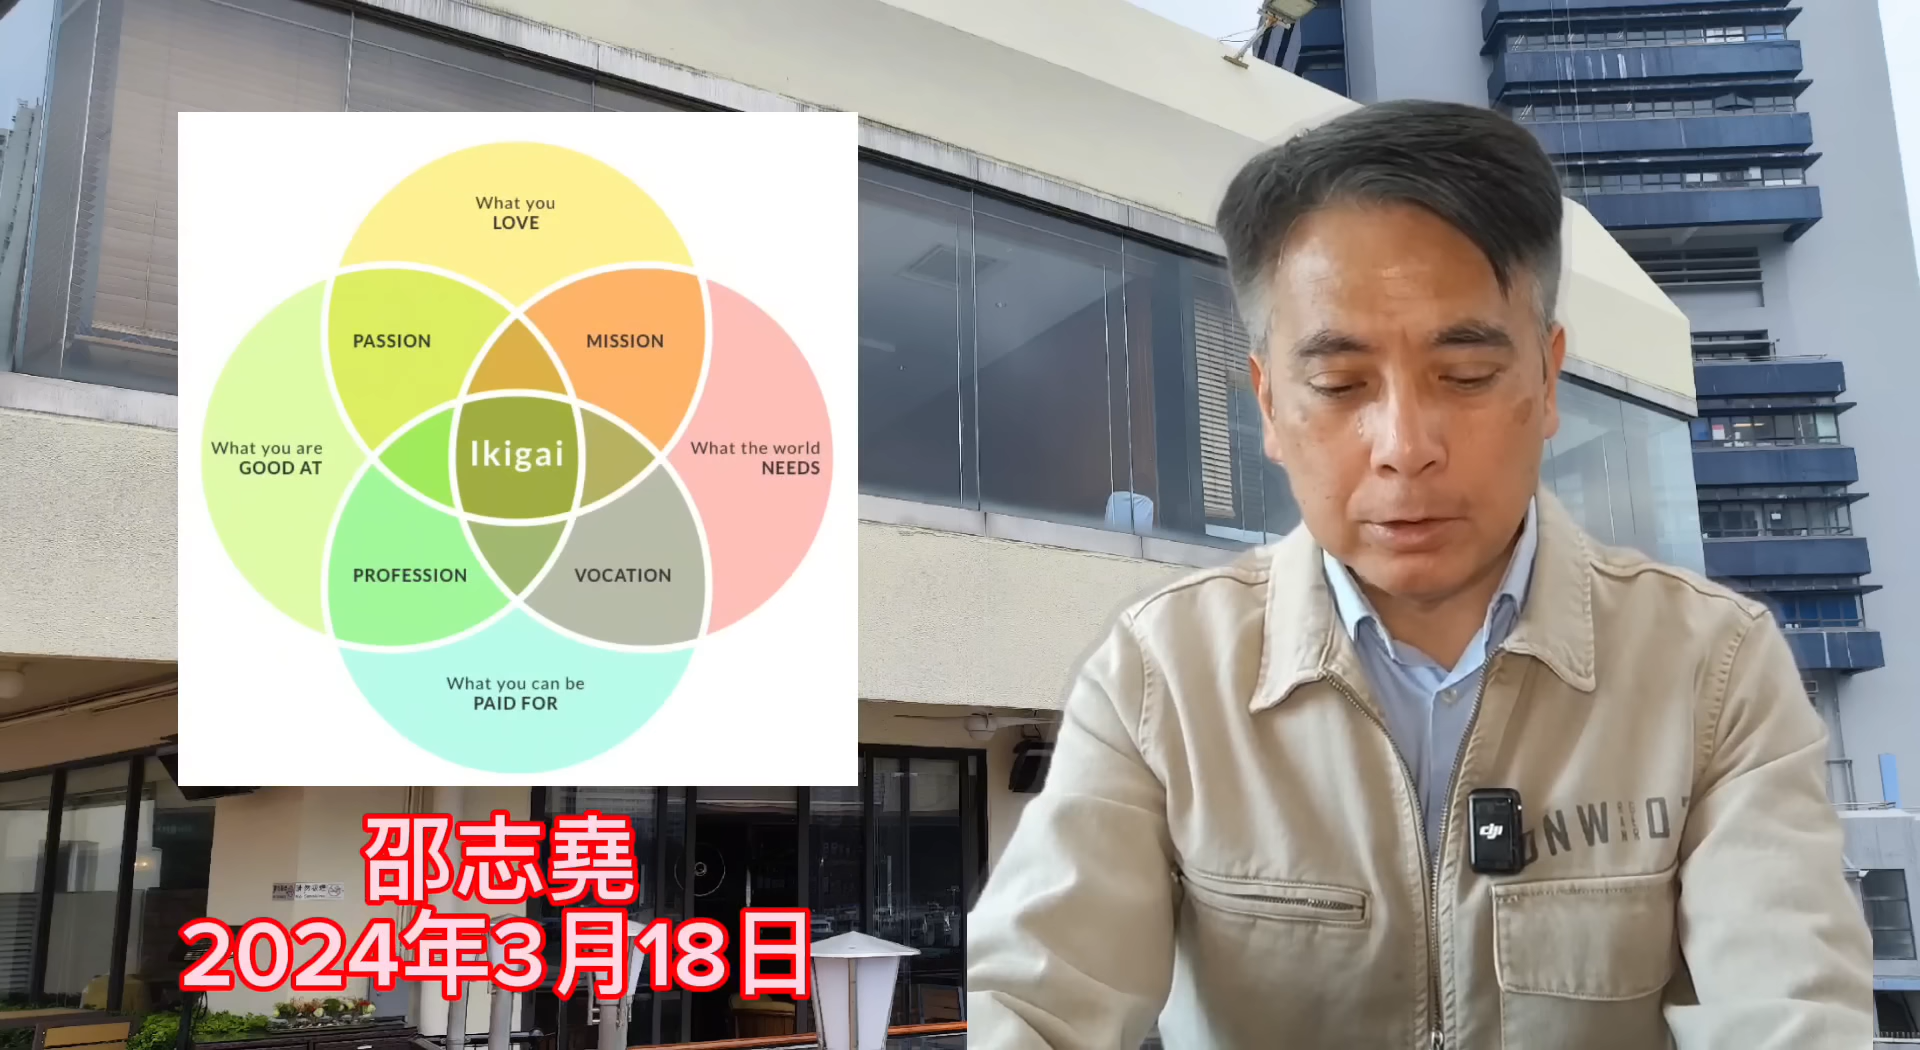 What you
LOVE
PASSION
MISSION
What you are
GOOD AT
Ikigai
What the world
NEEDS
PROFESSION
VOCATION
What you can be
PAID FOR
邵志堯
2024年3月18日
dji